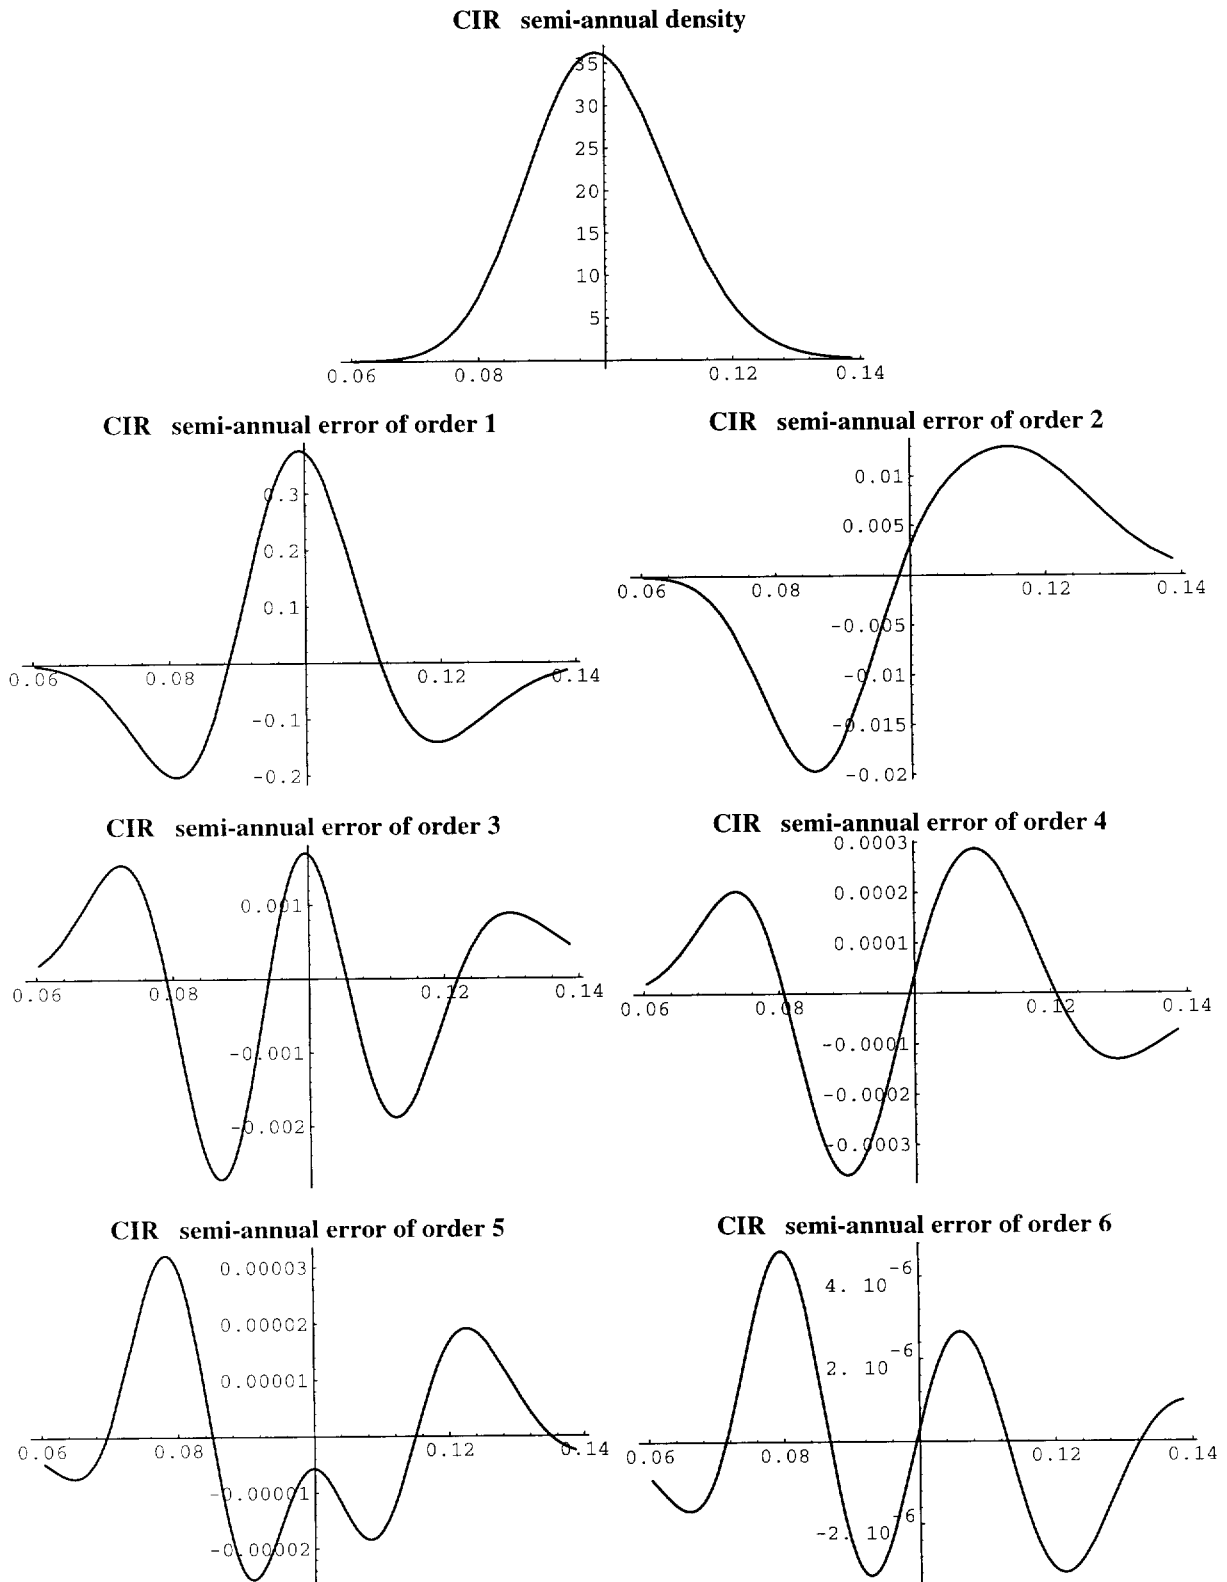 CIR semi-annual density
35
30
25
20
15
10
5
0.06 0.08 0.12 0.14
CIR semi-annual error of order 1
0.3
0.2
0.1
0.06 0.08 0.12 0.14
-0.1
-0.2
CIR semi-annual error of order 2
0.01
0.005
0.06 0.08 0.12 0.14
-0.005
-0.01
-0.015
-0.02
CIR semi-annual error of order 3
0.001
0.06 0.08 0.12 0.14
-0.001
-0.002
CIR semi-annual error of order 4
0.0003
0.0002
0.0001
0.06 0.08 0.12 0.14
-0.0001
-0.0002
-0.0003
CIR semi-annual error of order 5
0.00003
0.00002
0.00001
0.06 0.08 0.12 0.14
-0.00001
-0.00002
CIR semi-annual error of order 6
4. 10^-6
2. 10^-6
0.06 0.08 0.12 0.14
-2. 10^-6